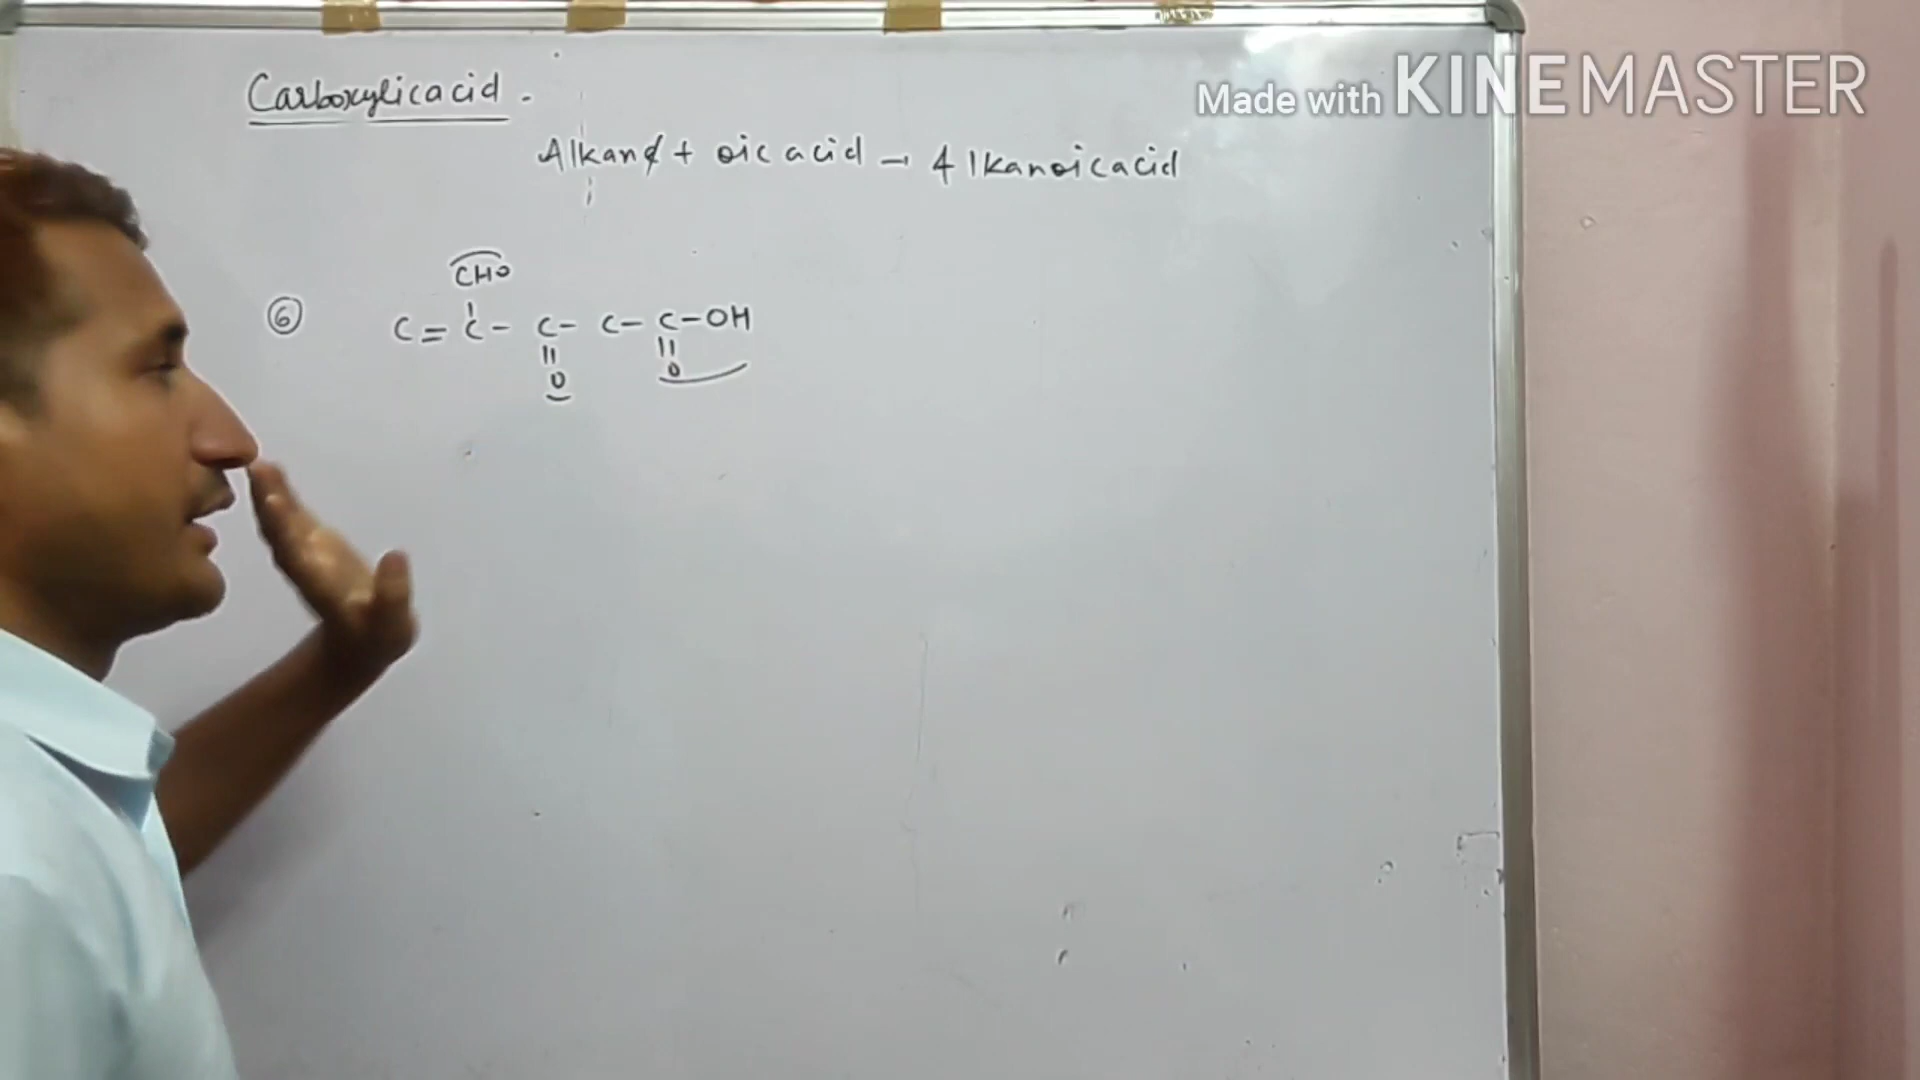 Made with KINEMASTER
Carboxylicacid.
Alkane + oic acid → Alkanoicacid
CHO
⑥ C = C - C - C - C - OH
|| ||
O O